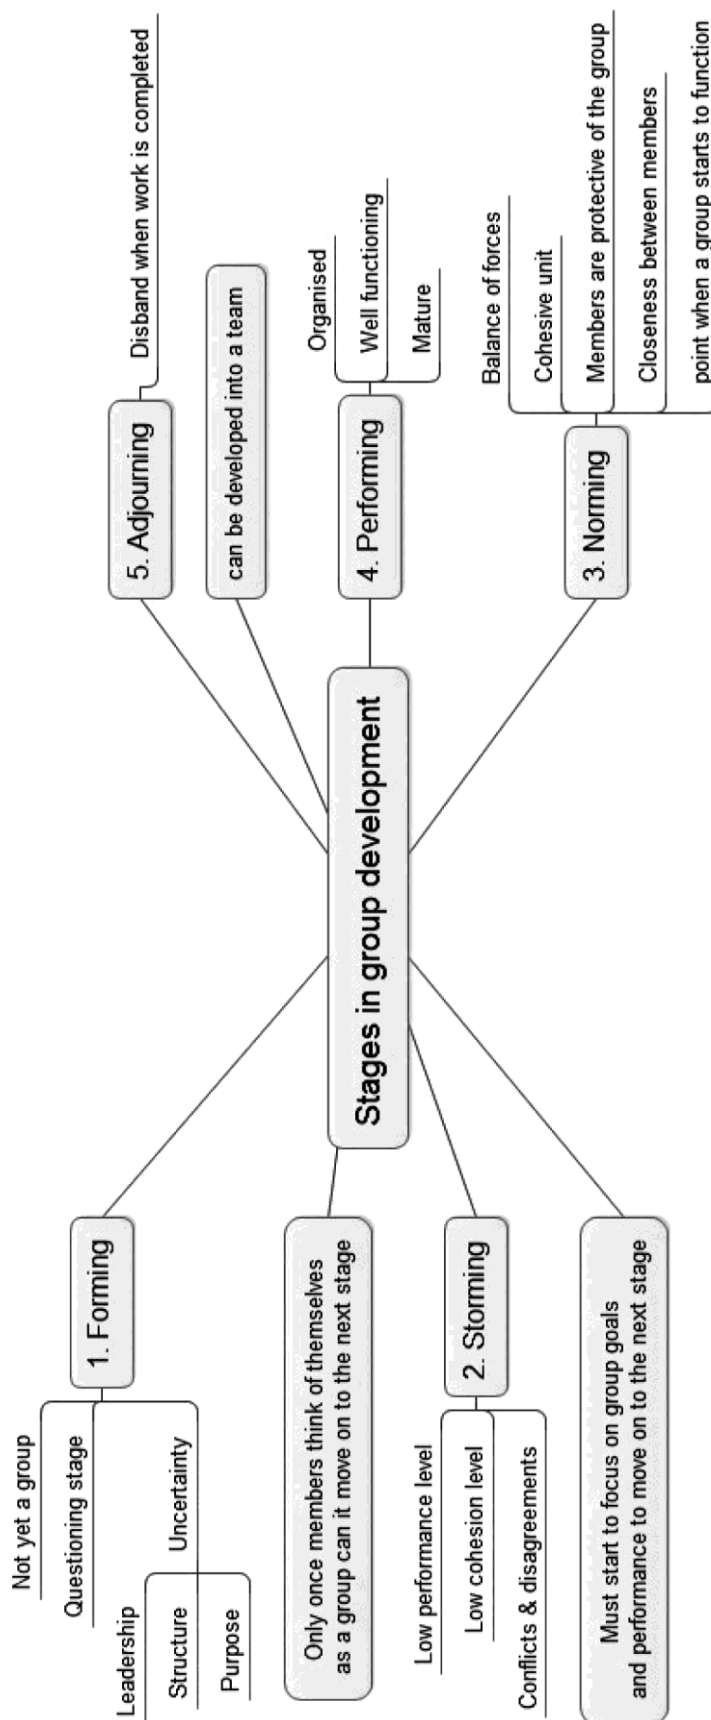 Stages in group development
1. Forming
Not yet a group
Questioning stage
Uncertainty
Leadership
Structure
Purpose
Only once members think of themselves
as a group can it move on to the next stage
2. Storming
Low performance level
Low cohesion level
Conflicts & disagreements
Must start to focus on group goals
and performance to move on to the next stage
5. Adjourning
Disband when work is completed
can be developed into a team
4. Performing
Organised
Well functioning
Mature
3. Norming
Balance of forces
Cohesive unit
Members are protective of the group
Closeness between members
point when a group starts to function